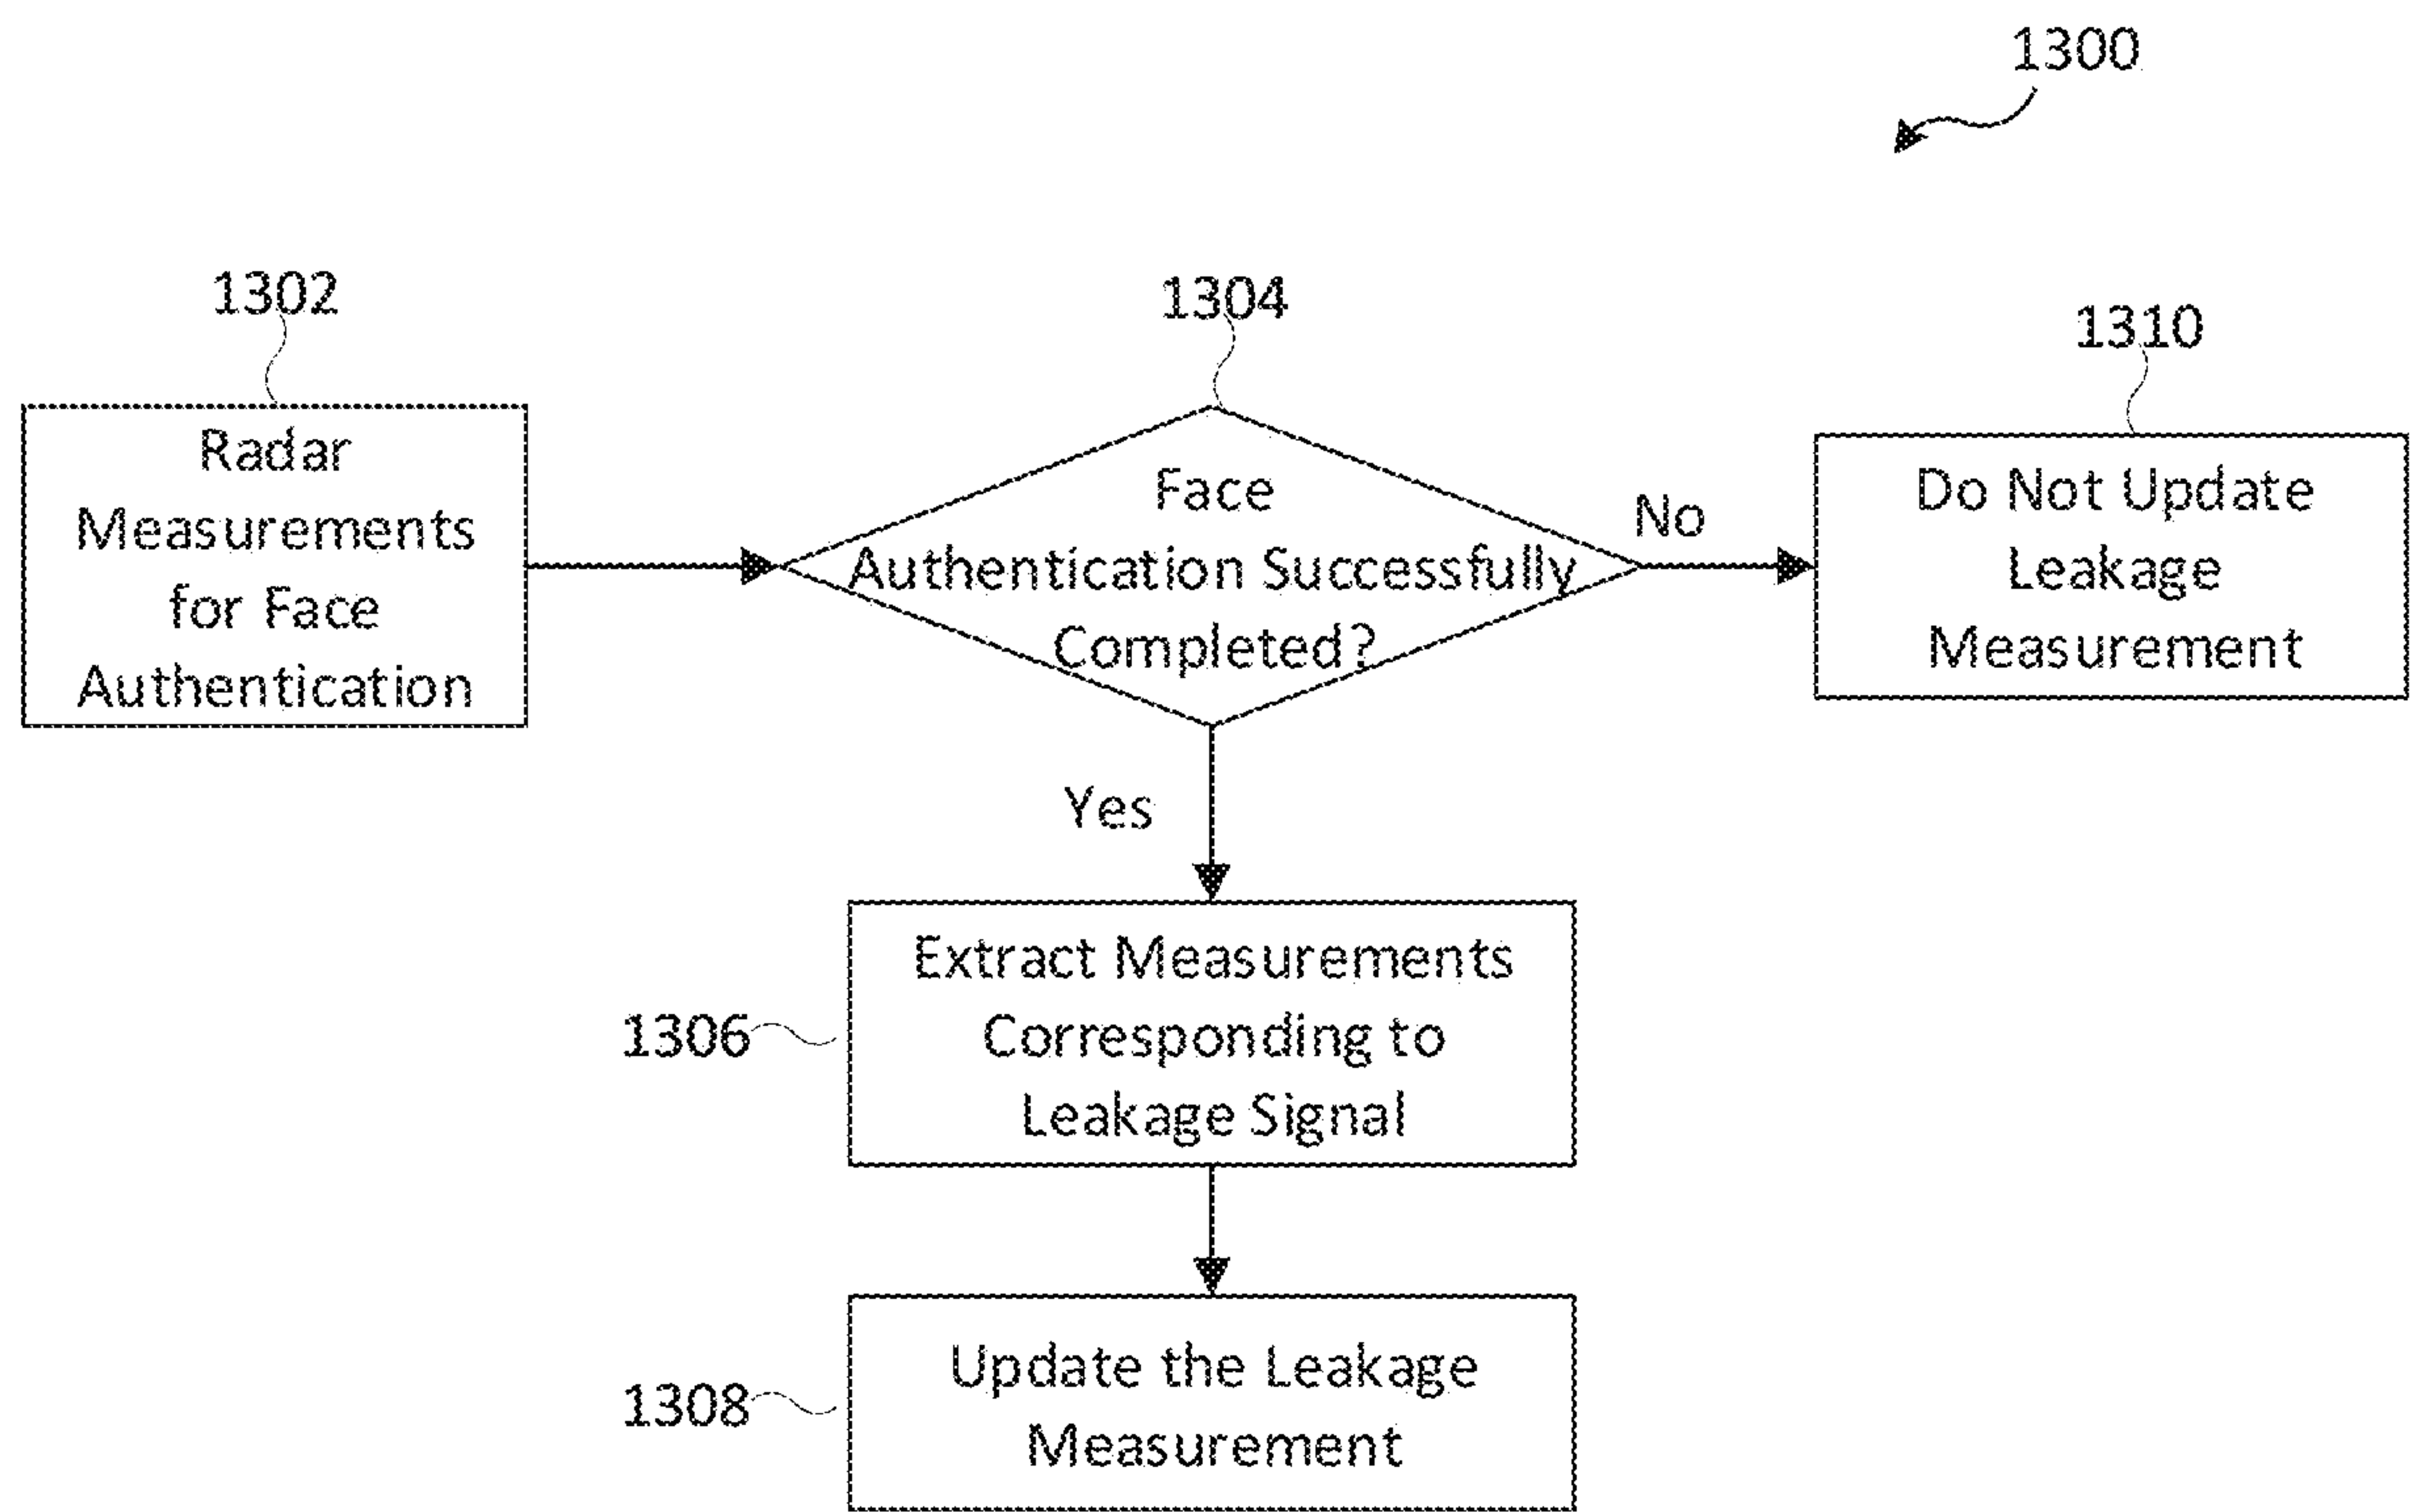 1300
1302
Radar
Measurements
for Face
Authentication
1304
Face
Authentication Successfully
Completed?
No
1310
Do Not Update
Leakage
Measurement
Yes
1306
Extract Measurements
Corresponding to
Leakage Signal
1308
Update the Leakage
Measurement